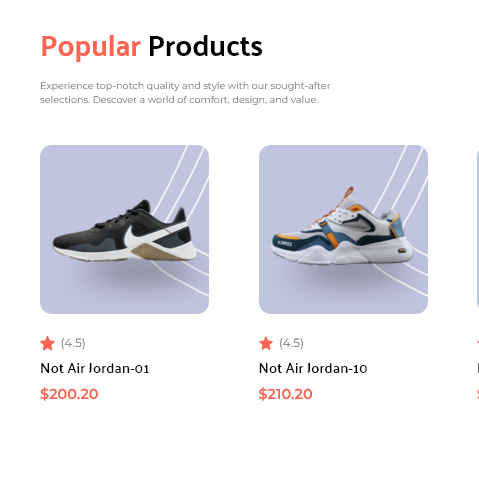 Popular Products
Experience top-notch quality and style with our sought-after
selections. Descover a world of comfort, design, and value.
(4.5)
(4.5)
Not Air Jordan-01
Not Air Jordan-10
$200.20
$210.20